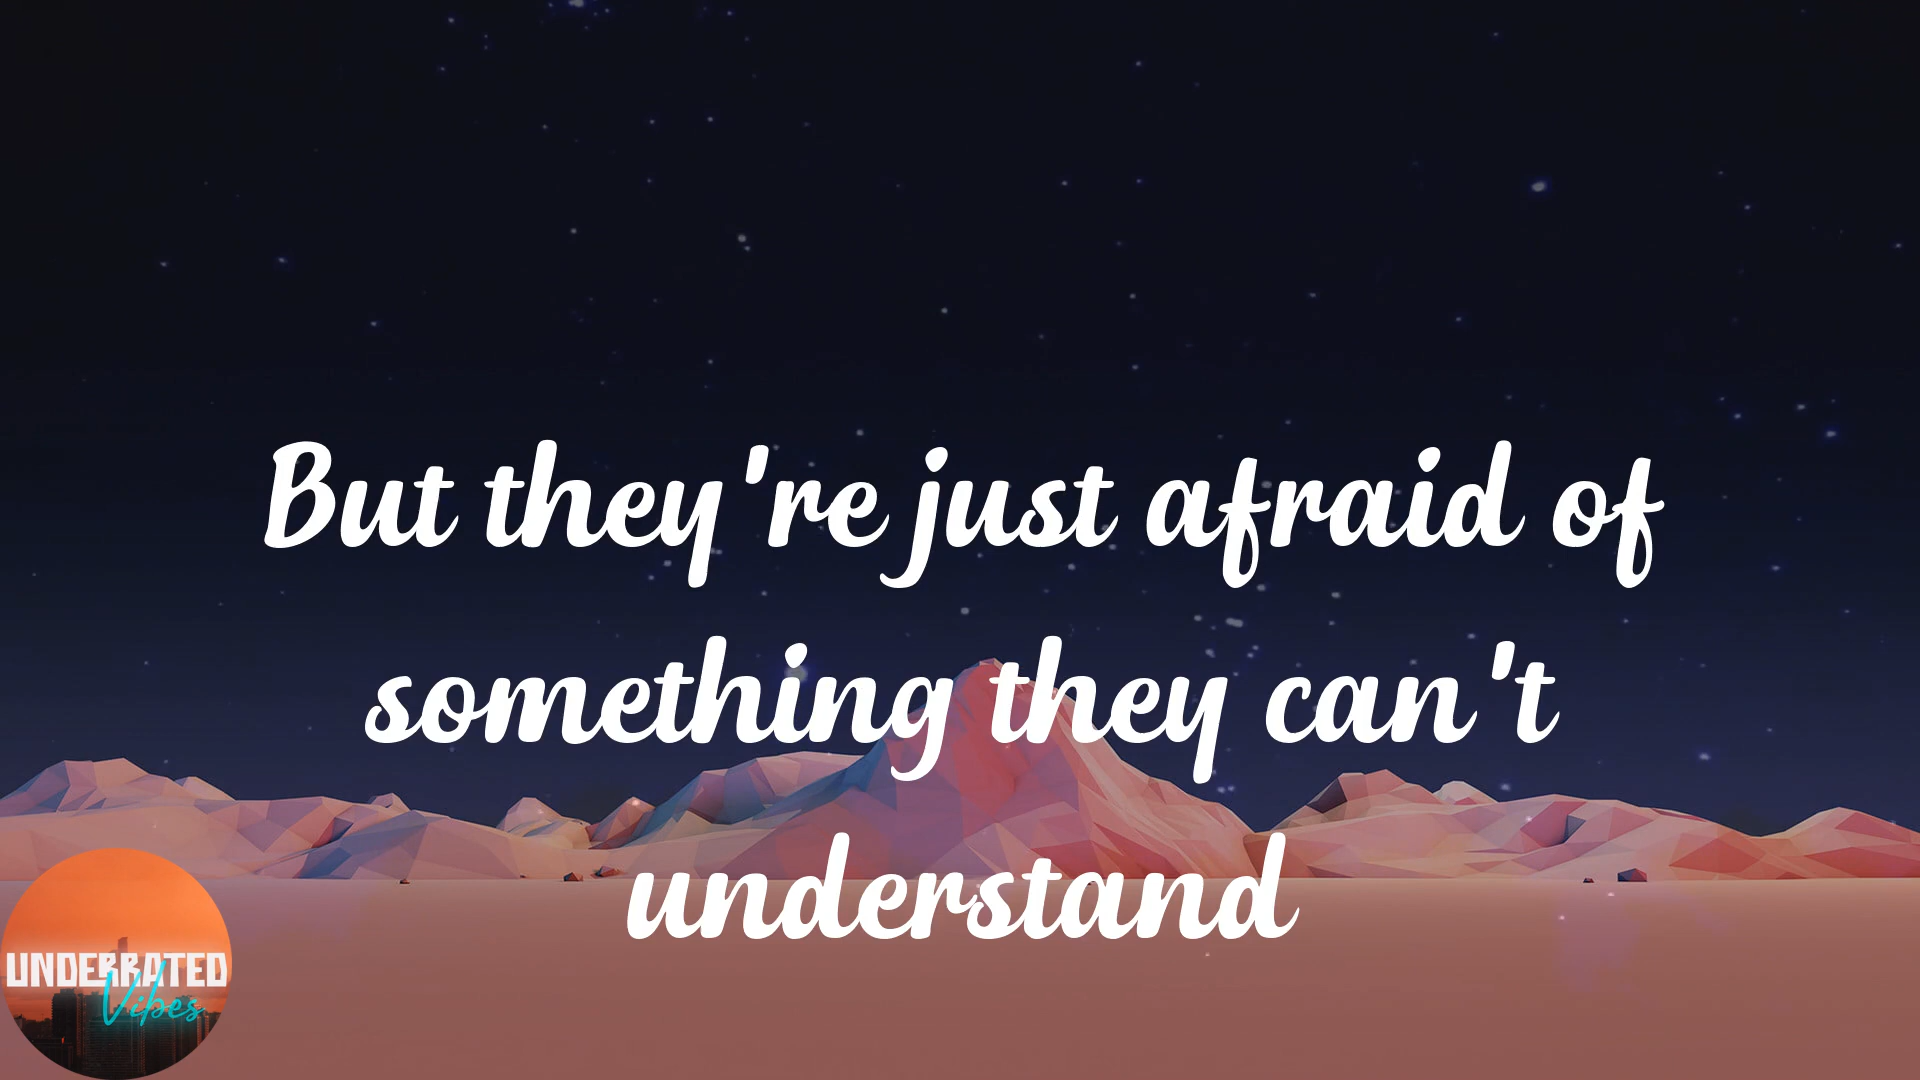 But they're just afraid of
something they can't
understand
UNDERRATED
Vibes